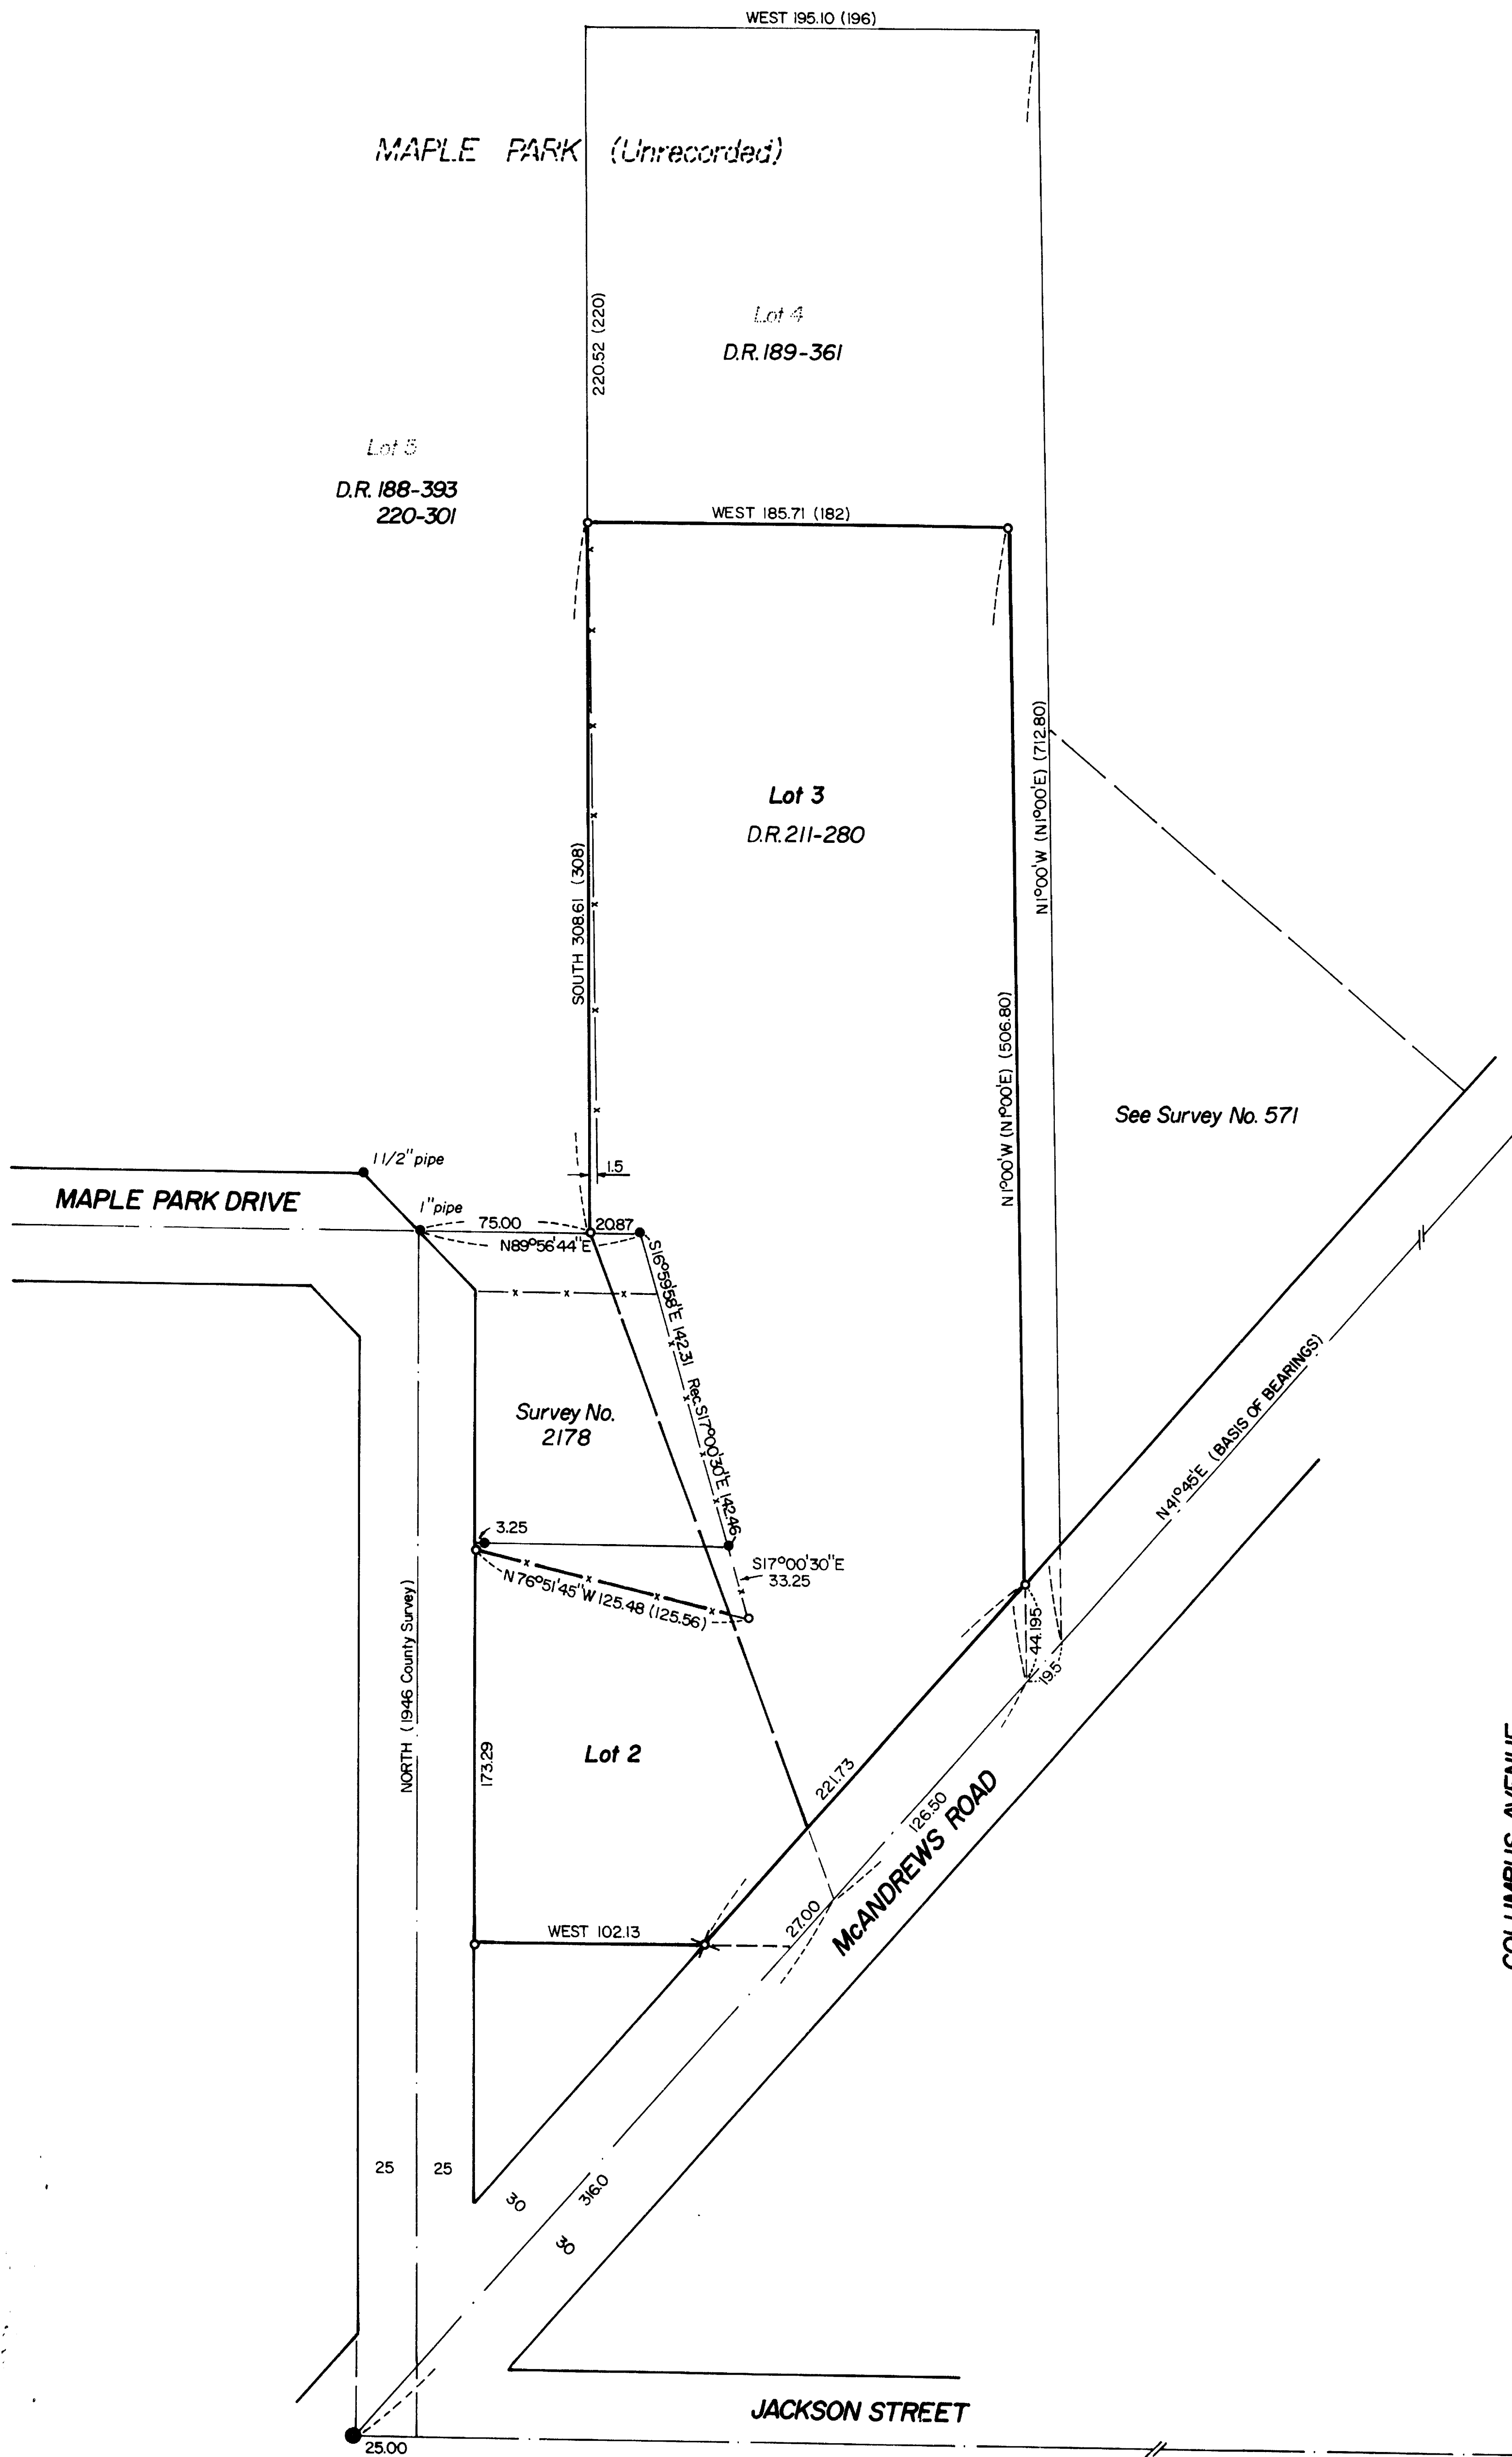 WEST 195.10 (196)
MAPLE PARK (Unrecorded)
220.52 (220)
Lot 4
D.R. 189-361
Lot 5
D.R. 188-393
220-301
WEST 185.71 (182)
N1°00'W (N1°00'E) (712.80)
Lot 3
D.R. 211-280
SOUTH 308.61 (308)
N1°00'W (N1°00'E) (506.80)
See Survey No. 571
1 1/2" pipe
1.5
MAPLE PARK DRIVE
1" pipe
75.00
20.87
N89°56'44"E
S16°59'58"E 142.31 Rec. S17°00'30"E 142.46
N41°45'E (BASIS OF BEARINGS)
Survey No.
2178
3.25
S17°00'30"E
33.25
N76°51'45"W 125.48 (125.56)
NORTH (1946 County Survey)
44.195
19.5
173.29
Lot 2
221.73
126.50
McANDREWS ROAD
COLUMBUS AVENUE
27.00
WEST 102.13
25
25
30
316.0
30
JACKSON STREET
25.00